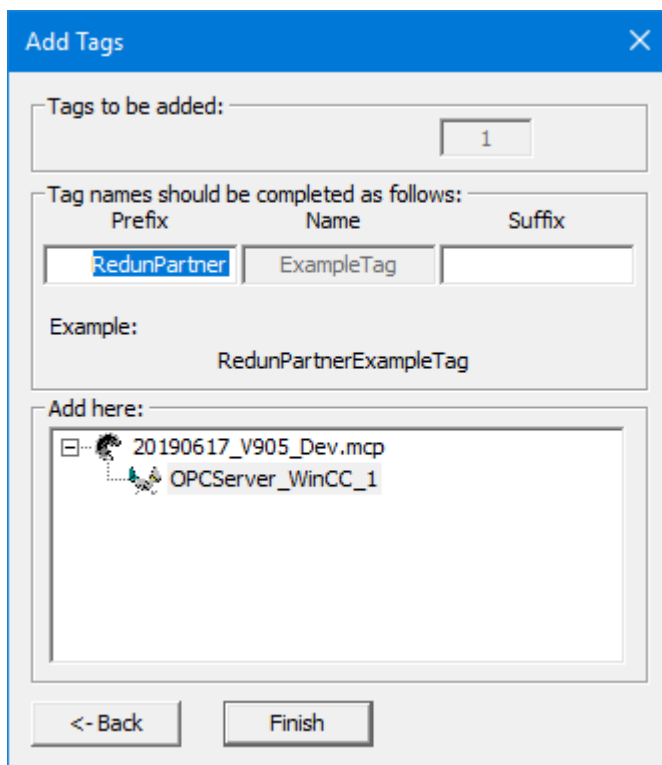 Add Tags
Tags to be added:
1
Tag names should be completed as follows:
Prefix Name Suffix
RedunPartner ExampleTag
Example:
RedunPartnerExampleTag
Add here:
20190617_V905_Dev.mcp
OPCServer_WinCC_1
<- Back Finish